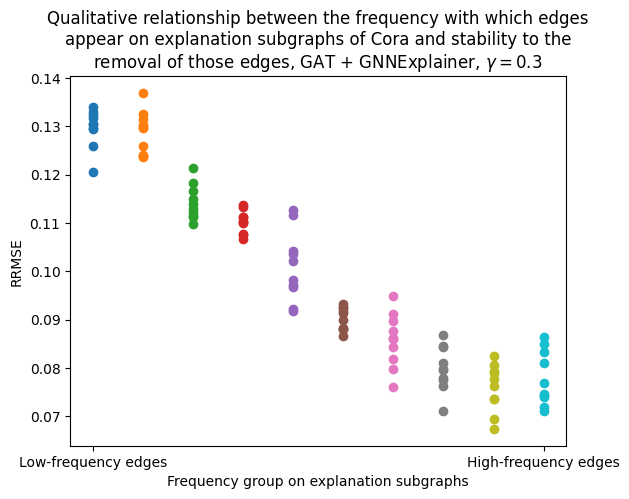 Qualitative relationship between the frequency with which edges
appear on explanation subgraphs of Cora and stability to the
removal of those edges, GAT + GNNExplainer, γ = 0.3
0.14
0.13
0.12
0.11
0.10
0.09
0.08
0.07
RRMSE
Low-frequency edges
High-frequency edges
Frequency group on explanation subgraphs